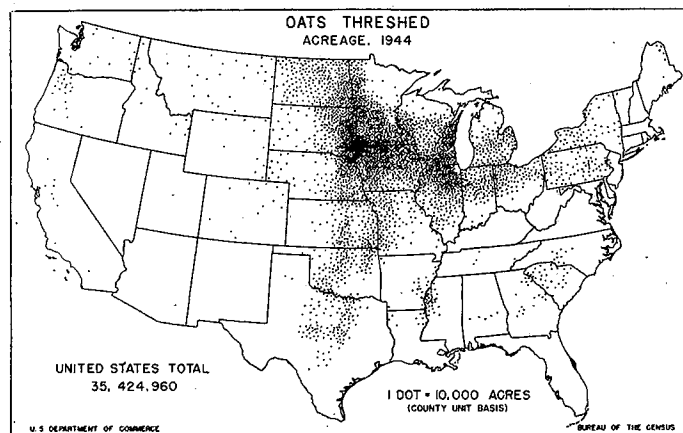 OATS THRESHED
ACREAGE, 1944
UNITED STATES TOTAL
35, 424,960
1 DOT = 10,000 ACRES
(COUNTY UNIT BASIS)
U.S DEPARTMENT OF COMMERCE
BUREAU OF THE CENSUS